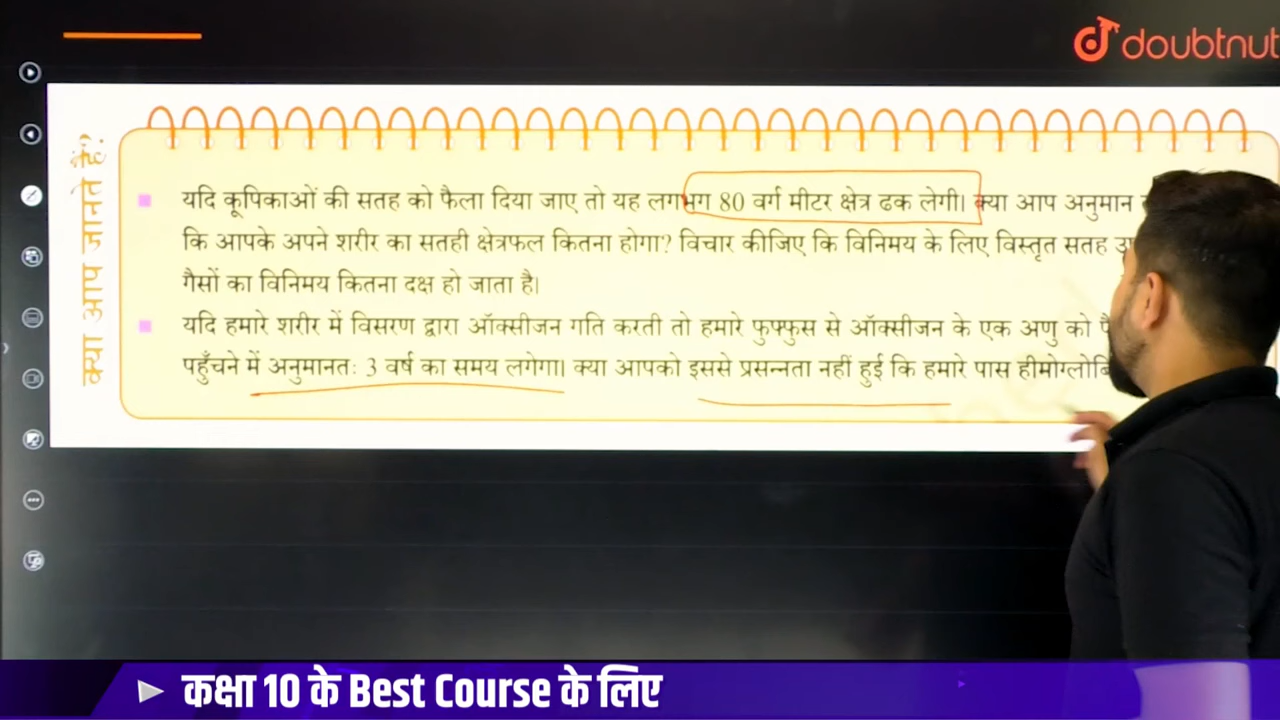 doubtnut
क्या आप जानते हैं?
यदि कूपिकाओं की सतह को फैला दिया जाए तो यह लगभग 80 वर्ग मीटर क्षेत्र ढक लेगी। क्या आप अनुमान
कि आपके अपने शरीर का सतही क्षेत्रफल कितना होगा? विचार कीजिए कि विनिमय के लिए विस्तृत सतह
गैसों का विनिमय कितना दक्ष हो जाता है।
यदि हमारे शरीर में विसरण द्वारा ऑक्सीजन गति करती तो हमारे फुफ्फुस से ऑक्सीजन के एक अणु को
पहुँचने में अनुमानतः 3 वर्ष का समय लगेगा। क्या आपको इससे प्रसन्नता नहीं हुई कि हमारे पास
कक्षा 10 के Best Course के लिए